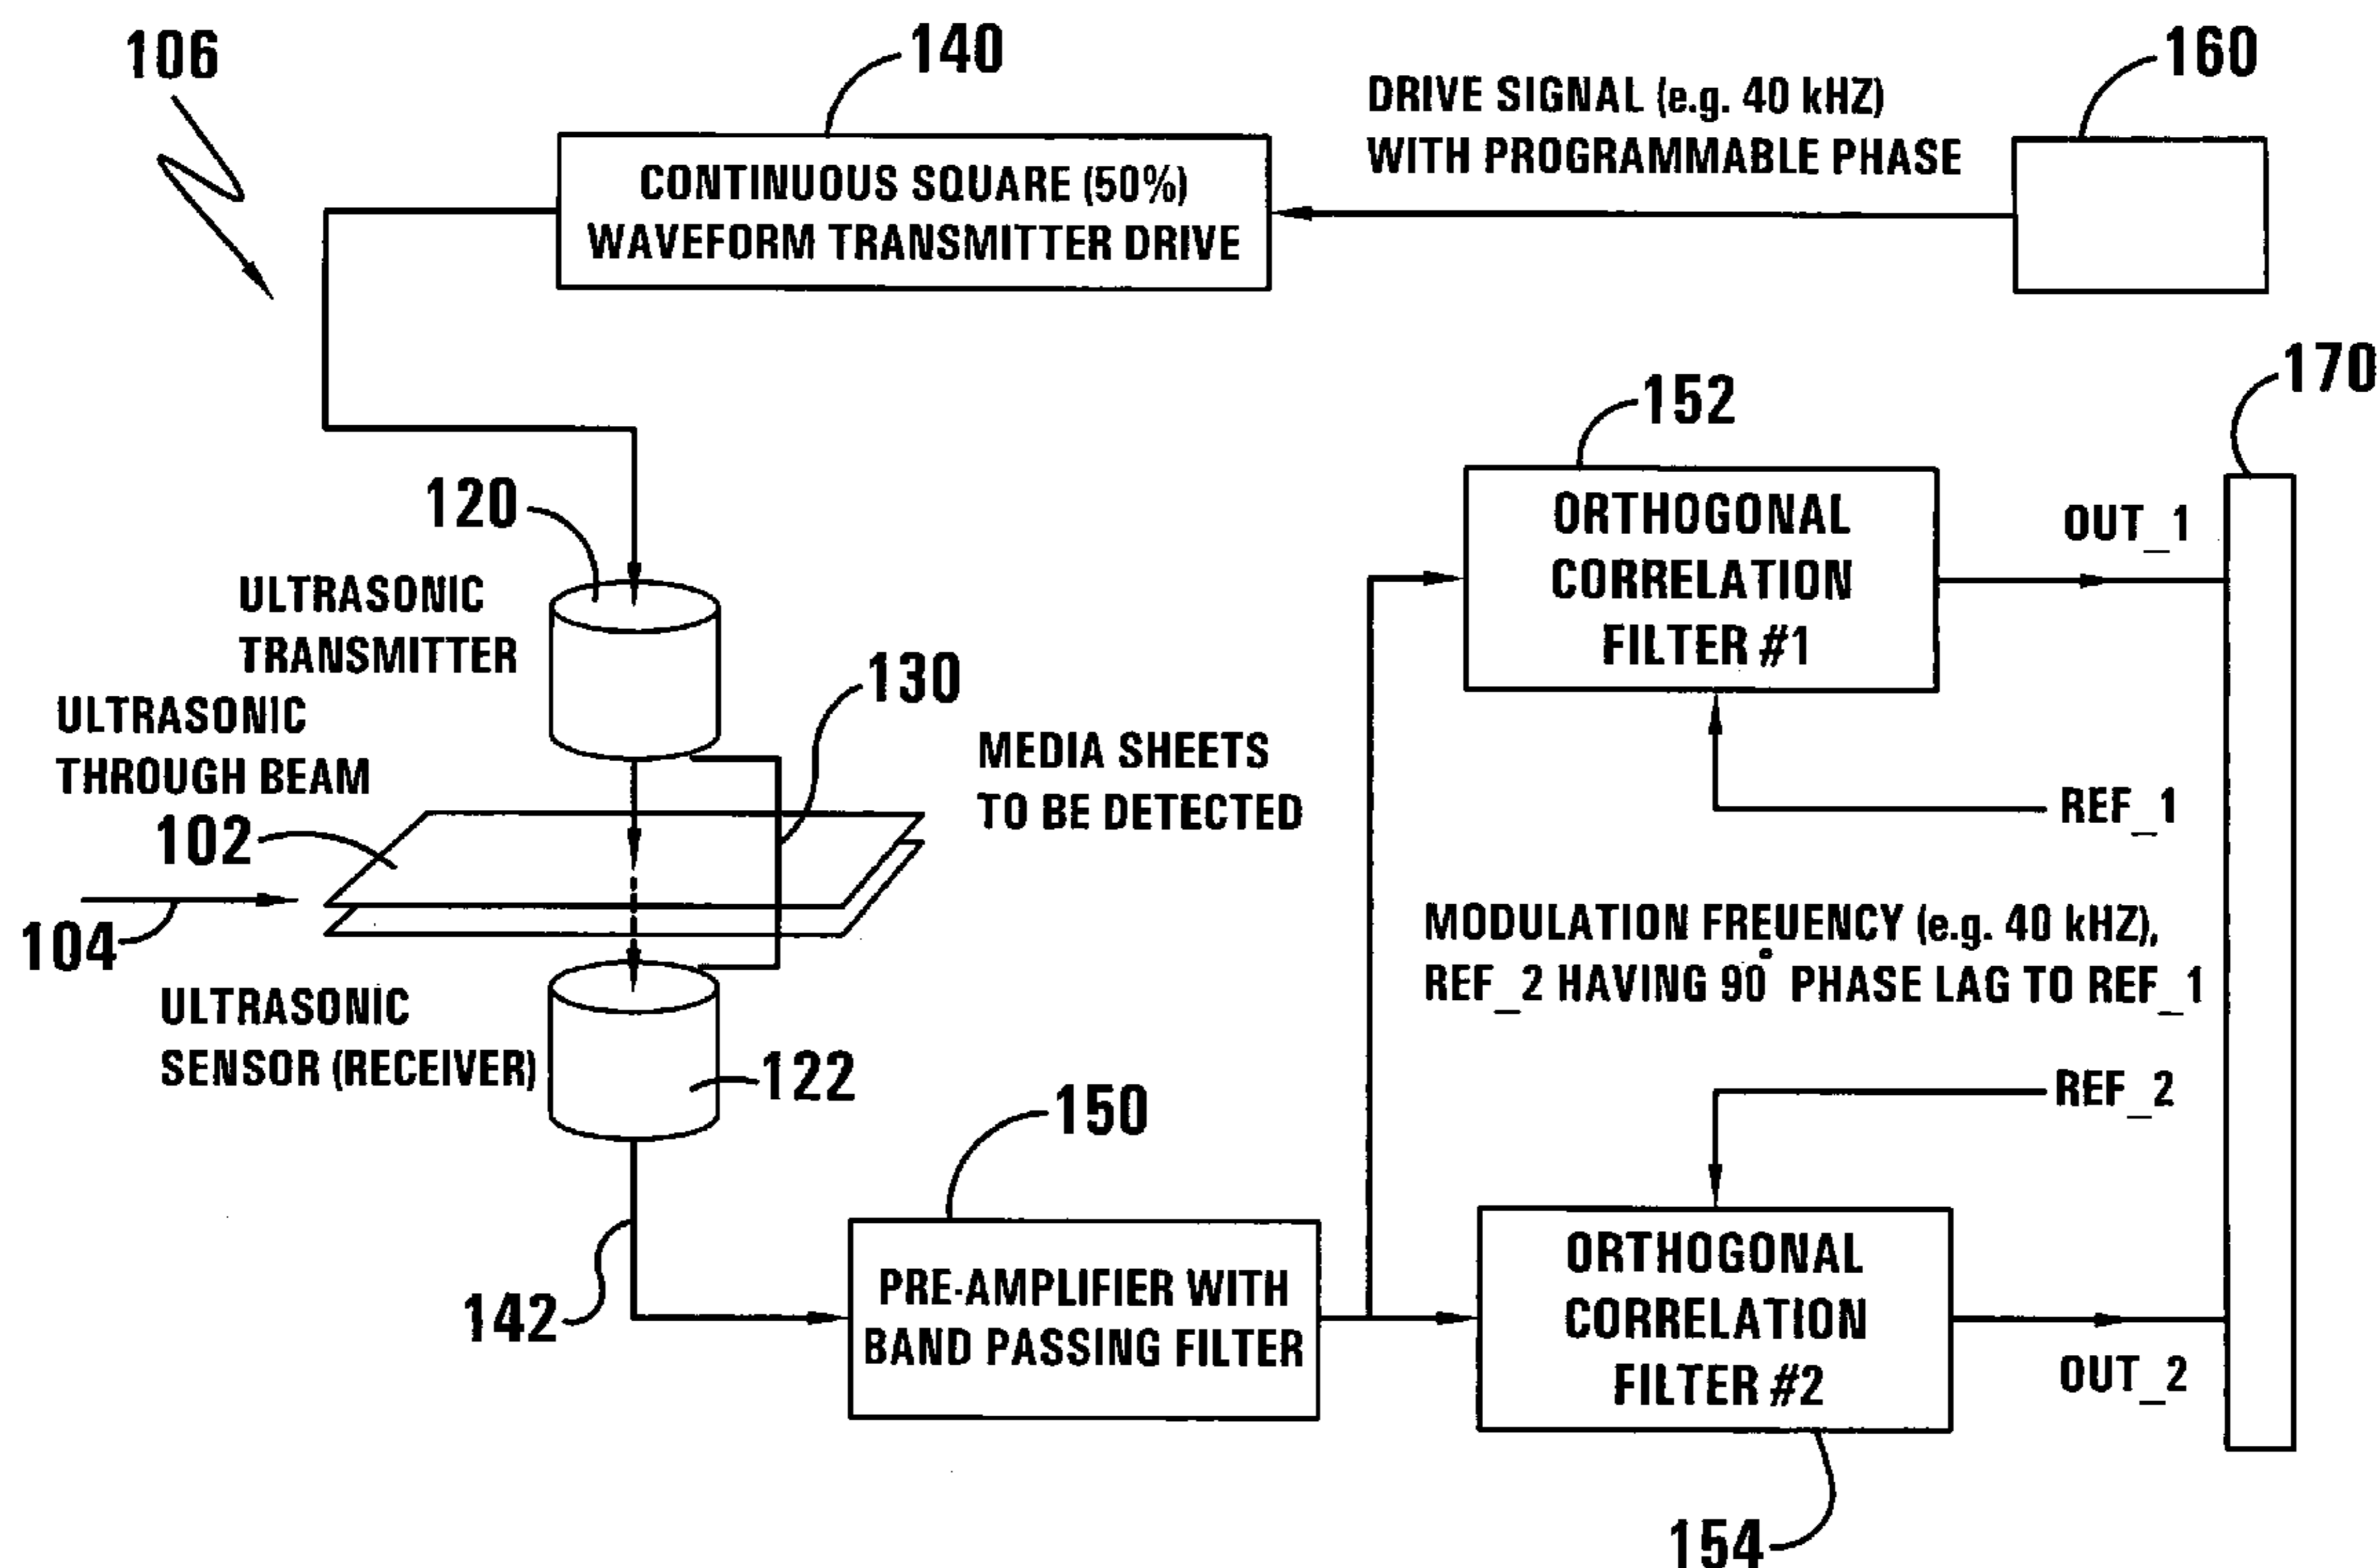 106
140
160
DRIVE SIGNAL (e.g. 40 kHZ)
WITH PROGRAMMABLE PHASE
CONTINUOUS SQUARE (50%)
WAVEFORM TRANSMITTER DRIVE
170
152
120
ORTHOGONAL
CORRELATION
FILTER #1
OUT_1
ULTRASONIC
TRANSMITTER
130
ULTRASONIC
THROUGH BEAM
MEDIA SHEETS
TO BE DETECTED
102
REF_1
104
MODULATION FREUENCY (e.g. 40 kHZ),
REF_2 HAVING 90° PHASE LAG TO REF_1
ULTRASONIC
SENSOR (RECEIVER)
122
REF_2
150
142
PRE-AMPLIFIER WITH
BAND PASSING FILTER
ORTHOGONAL
CORRELATION
FILTER #2
OUT_2
154